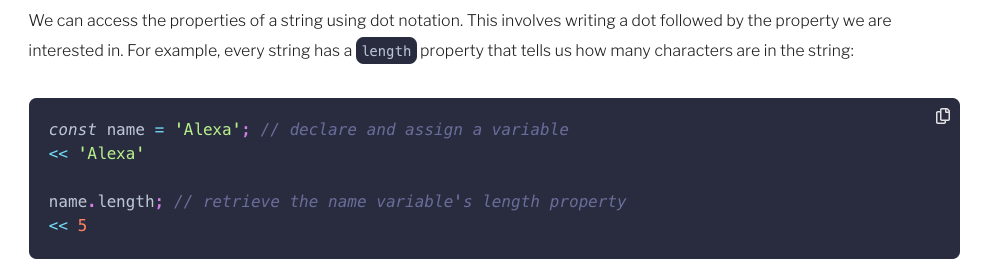 We can access the properties of a string using dot notation. This involves writing a dot followed by the property we are
interested in. For example, every string has a length property that tells us how many characters are in the string:
const name = 'Alexa'; // declare and assign a variable
<< 'Alexa'
name.length; // retrieve the name variable's length property
<< 5